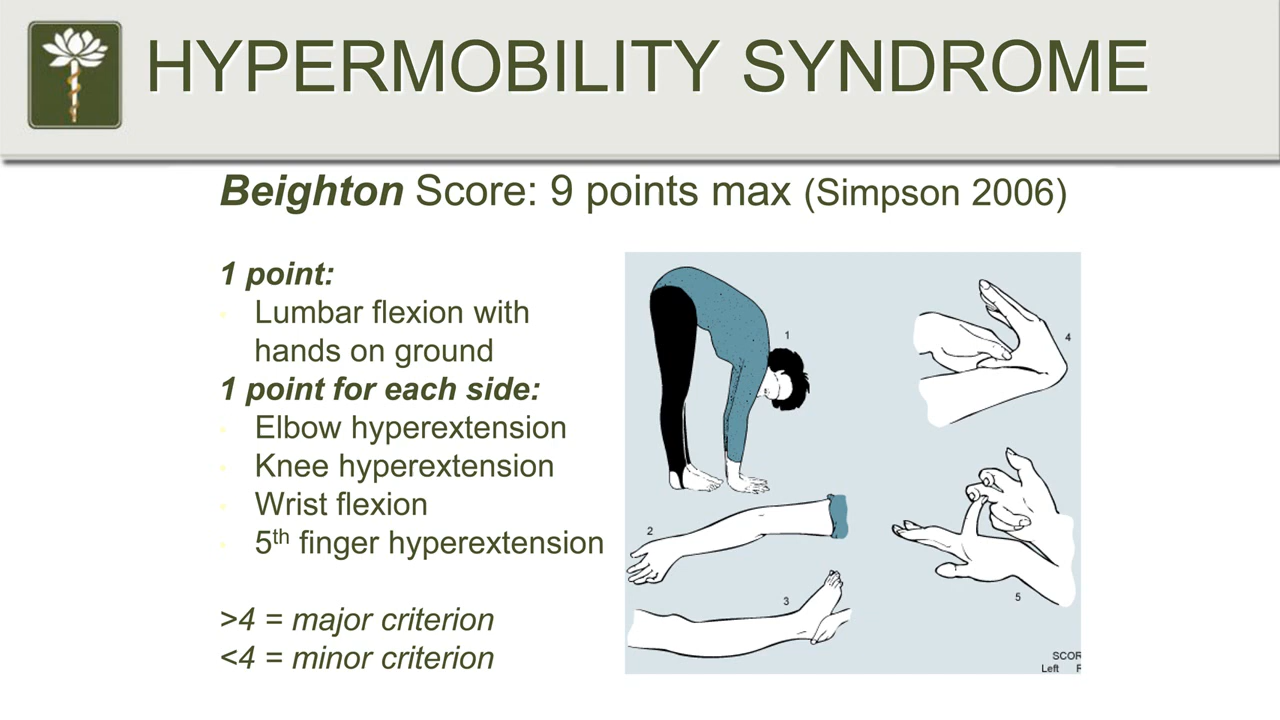 HYPERMOBILITY SYNDROME
Beighton Score: 9 points max (Simpson 2006)
1 point:
Lumbar flexion with
hands on ground
1 point for each side:
Elbow hyperextension
Knee hyperextension
Wrist flexion
5th finger hyperextension
>4 = major criterion
<4 = minor criterion
1
4
2
3
5
SCOR
Left